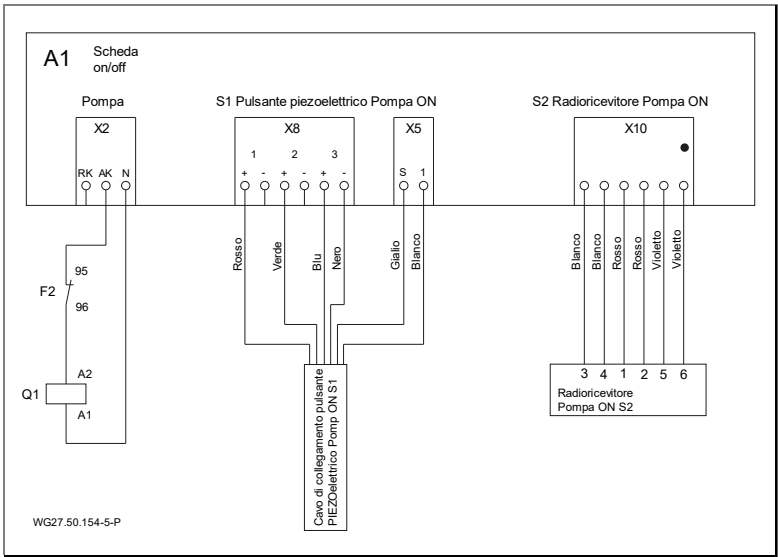 A1 Scheda
on/off
Pompa
S1 Pulsante piezoelettrico Pompa ON
S2 Radioricevitore Pompa ON
X2
X8
X5
X10
1 2 3
RK AK N
+ - + - + -
S 1
Rosso
Verde
Blu
Nero
Giallo
Blanco
Blanco
Blanco
Rosso
Rosso
Violetto
Violetto
95
F2
96
A2
Q1
A1
3 4 1 2 5 6
Radioricevitore
Pompa ON S2
Cavo di collegamento pulsante
PIEZOelettrico Pomp ON S1
WG27.50.154-5-P